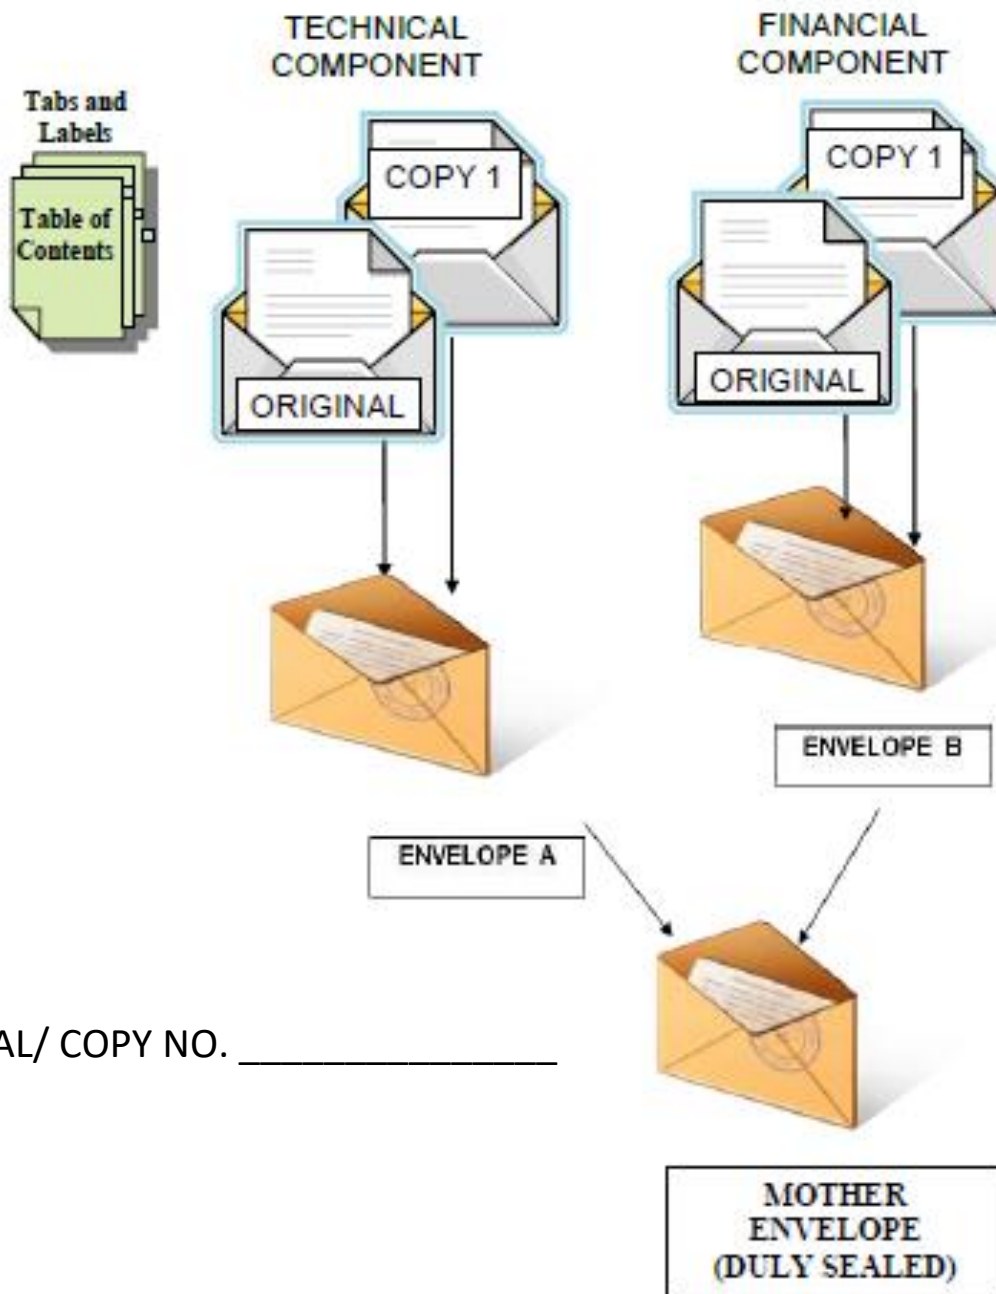 TECHNICAL
COMPONENT
FINANCIAL
COMPONENT
Tabs and
Labels
Table of
Contents
COPY 1
ORIGINAL
COPY 1
ORIGINAL
ENVELOPE B
ENVELOPE A
AL/ COPY NO. _______________
MOTHER
ENVELOPE
(DULY SEALED)